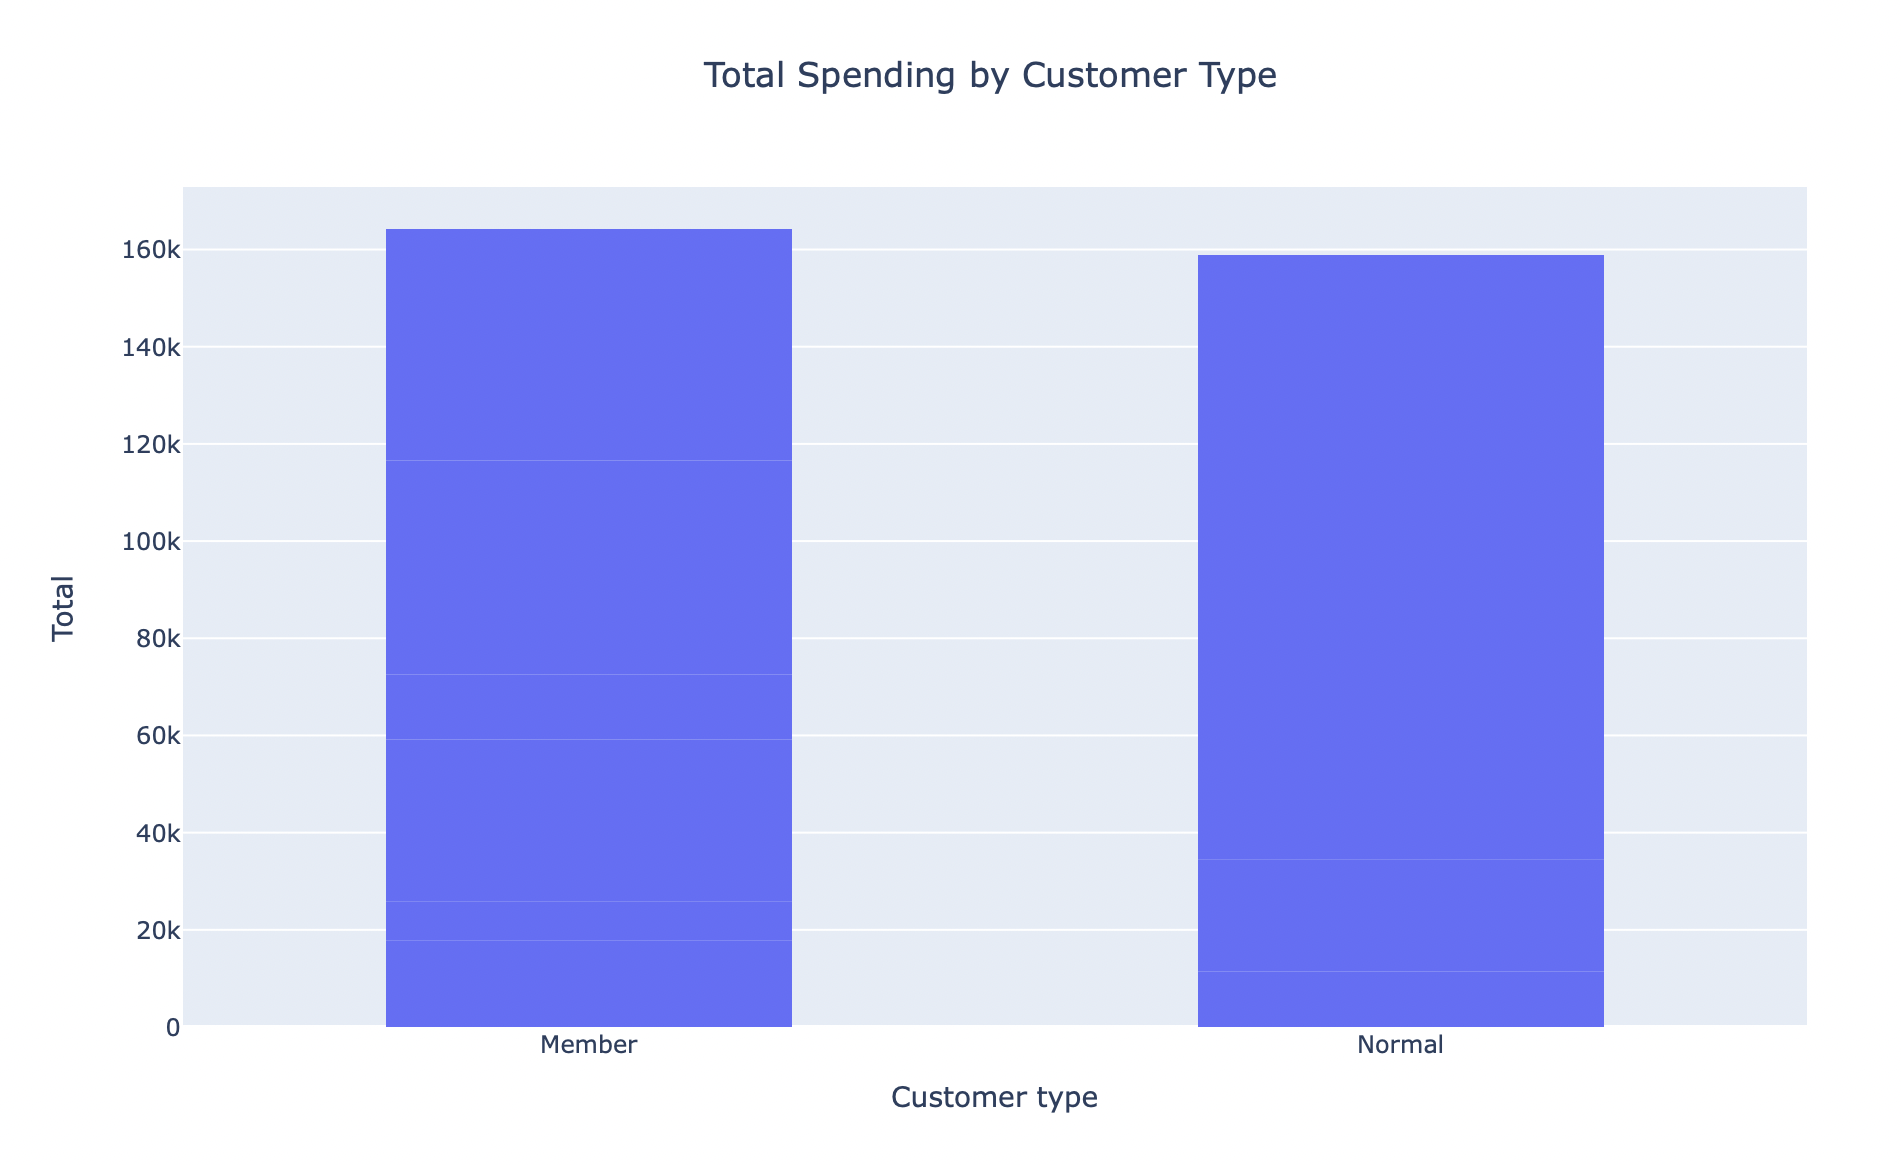 Total Spending by Customer Type
160k
140k
120k
100k
80k
60k
40k
20k
0
Total
Member
Normal
Customer type